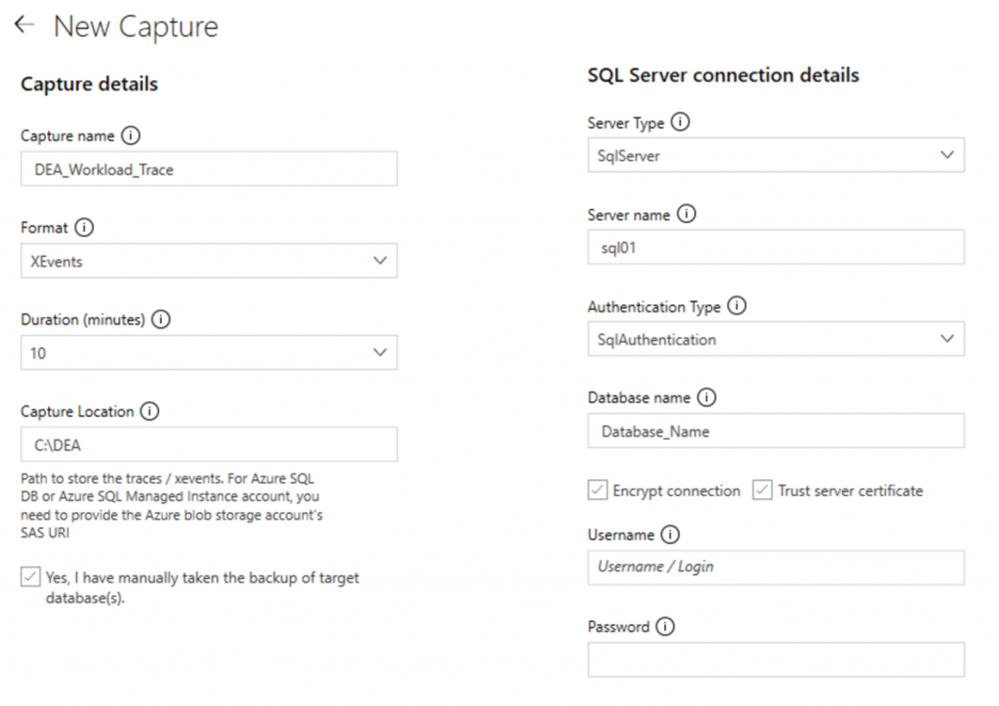 New Capture
Capture details
Capture name
DEA_Workload_Trace
Format
XEvents
Duration (minutes)
10
Capture Location
C:\DEA
Path to store the traces / xevents. For Azure SQL
DB or Azure SQL Managed Instance account, you
need to provide the Azure blob storage account's
SAS URI
Yes, I have manually taken the backup of target
database(s).
SQL Server connection details
Server Type
SqlServer
Server name
sql01
Authentication Type
SqlAuthentication
Database name
Database_Name
Encrypt connection Trust server certificate
Username
Username / Login
Password